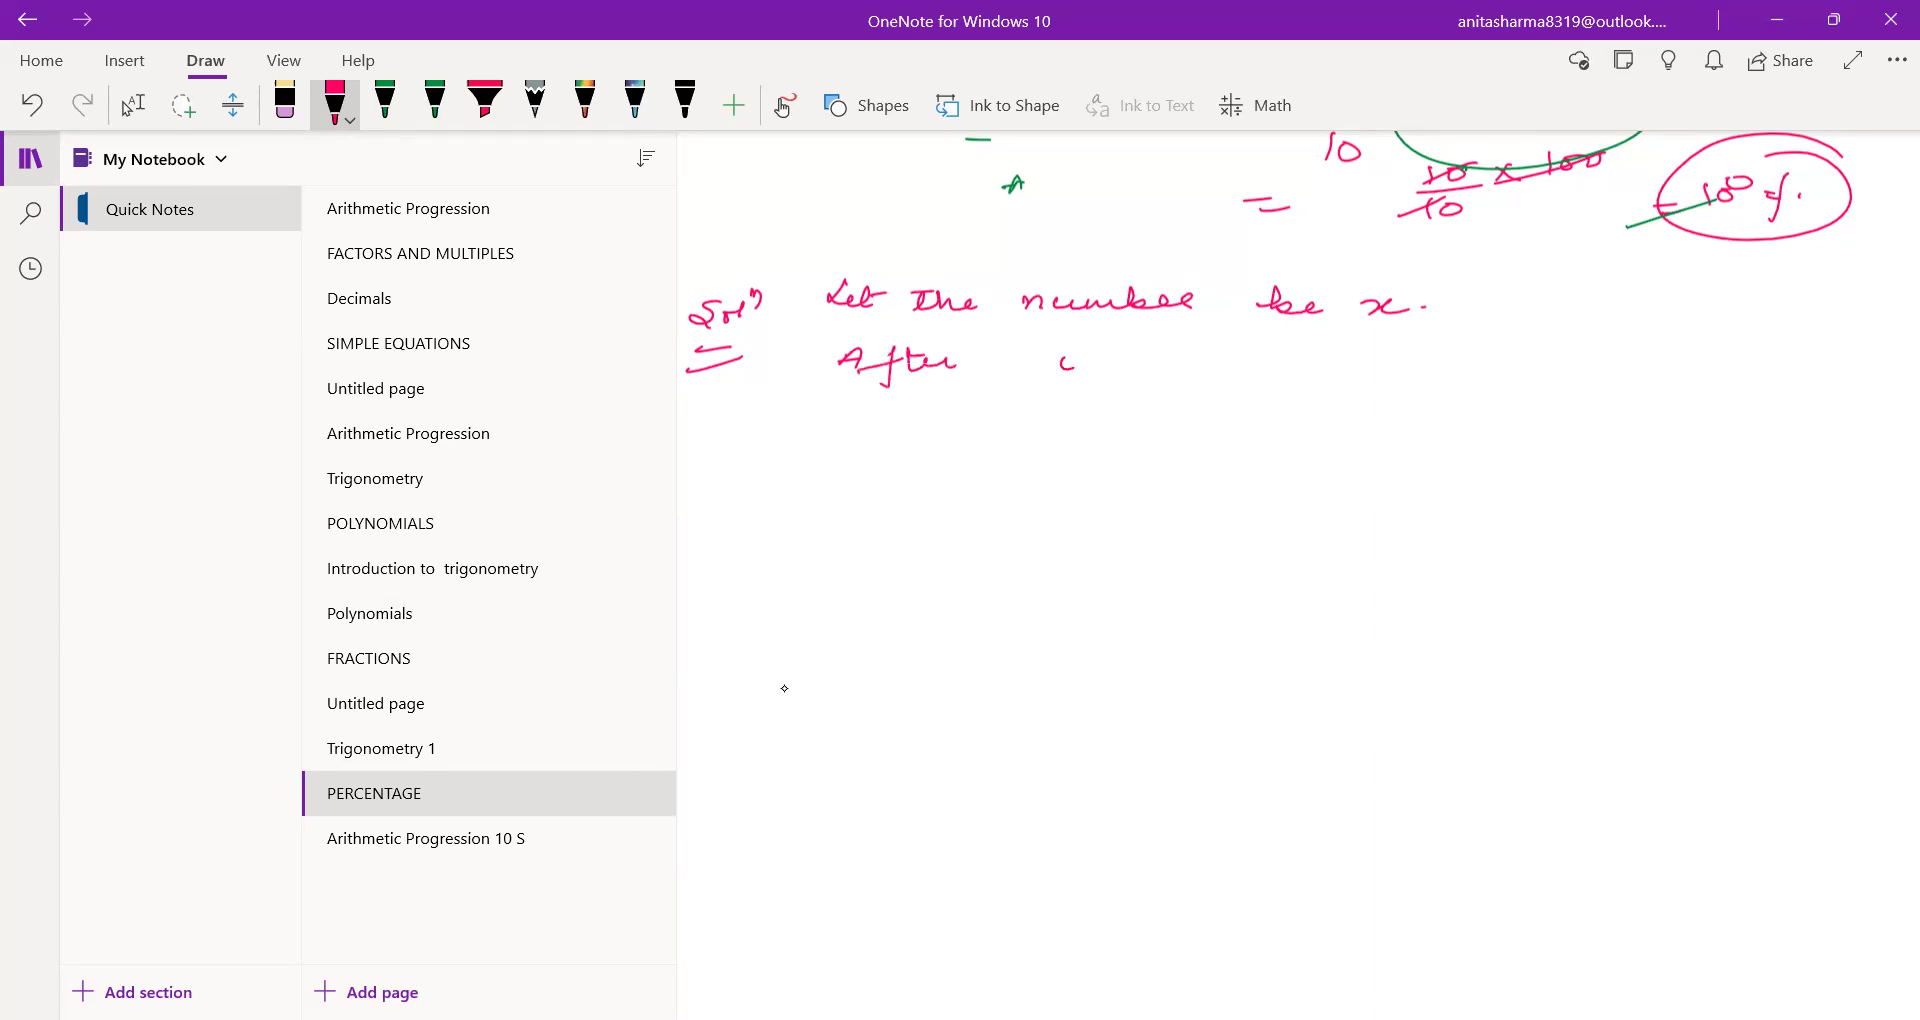 OneNote for Windows 10
anitasharma8319@outlook....
Home Insert Draw View Help
Share
Shapes Ink to Shape Ink to Text Math
My Notebook
Quick Notes
Arithmetic Progression
FACTORS AND MULTIPLES
Decimals
SIMPLE EQUATIONS
Untitled page
Arithmetic Progression
Trigonometry
POLYNOMIALS
Introduction to trigonometry
Polynomials
FRACTIONS
Untitled page
Trigonometry 1
PERCENTAGE
Arithmetic Progression 10 S
Add section
Add page
10
= 10/10 x 100 = 100 %.
Soln Let the number be x.
After